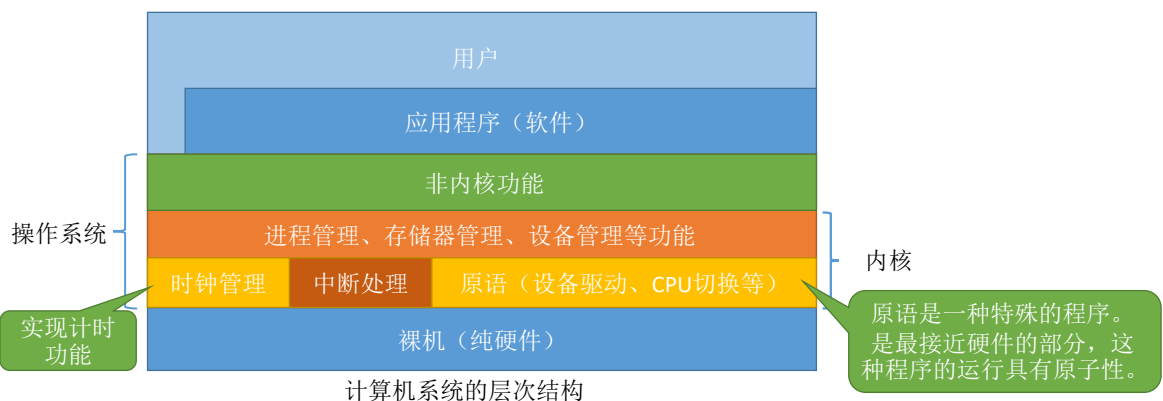 用户
应用程序（软件）
非内核功能
操作系统
进程管理、存储器管理、设备管理等功能
内核
时钟管理
中断处理
原语（设备驱动、CPU切换等）
实现计时
功能
裸机（纯硬件）
原语是一种特殊的程序。
是最接近硬件的部分，这
种程序的运行具有原子性。
计算机系统的层次结构